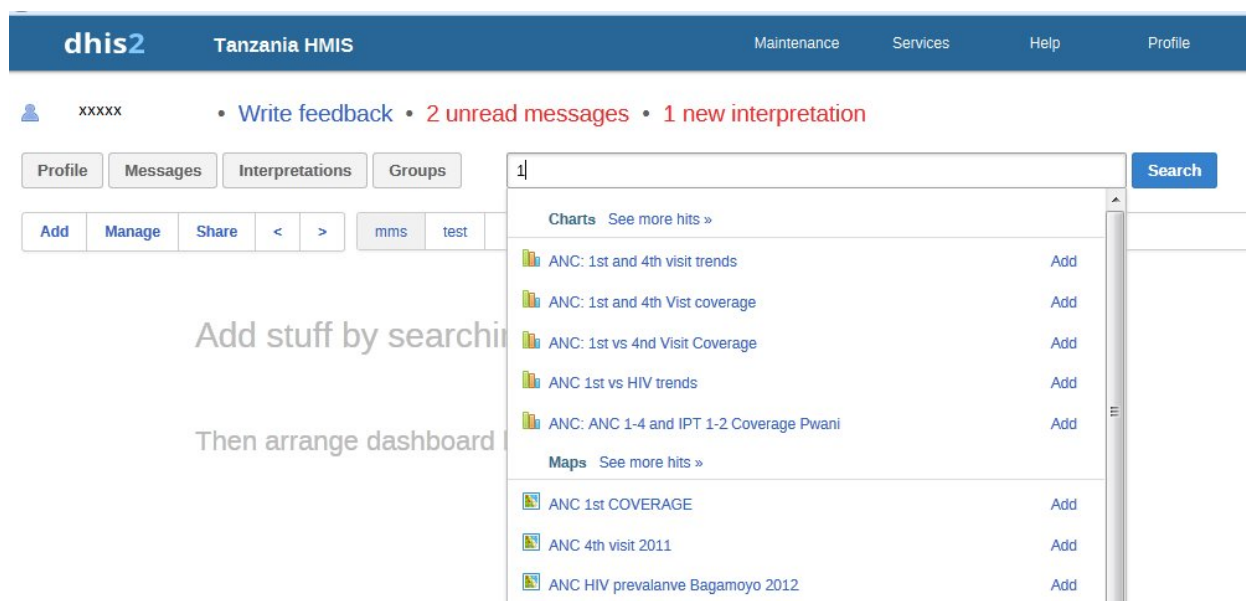 dhis2 Tanzania HMIS Maintenance Services Help Profile
xxxxx • Write feedback • 2 unread messages • 1 new interpretation
Profile Messages Interpretations Groups 1 Search
Add Manage Share < > mms test
Charts See more hits »
ANC: 1st and 4th visit trends Add
ANC: 1st and 4th Vist coverage Add
Add stuff by searchi
ANC: 1st vs 4nd Visit Coverage Add
ANC 1st vs HIV trends Add
ANC: ANC 1-4 and IPT 1-2 Coverage Pwani Add
Then arrange dashboard
Maps See more hits »
ANC 1st COVERAGE Add
ANC 4th visit 2011 Add
ANC HIV prevalanve Bagamoyo 2012 Add